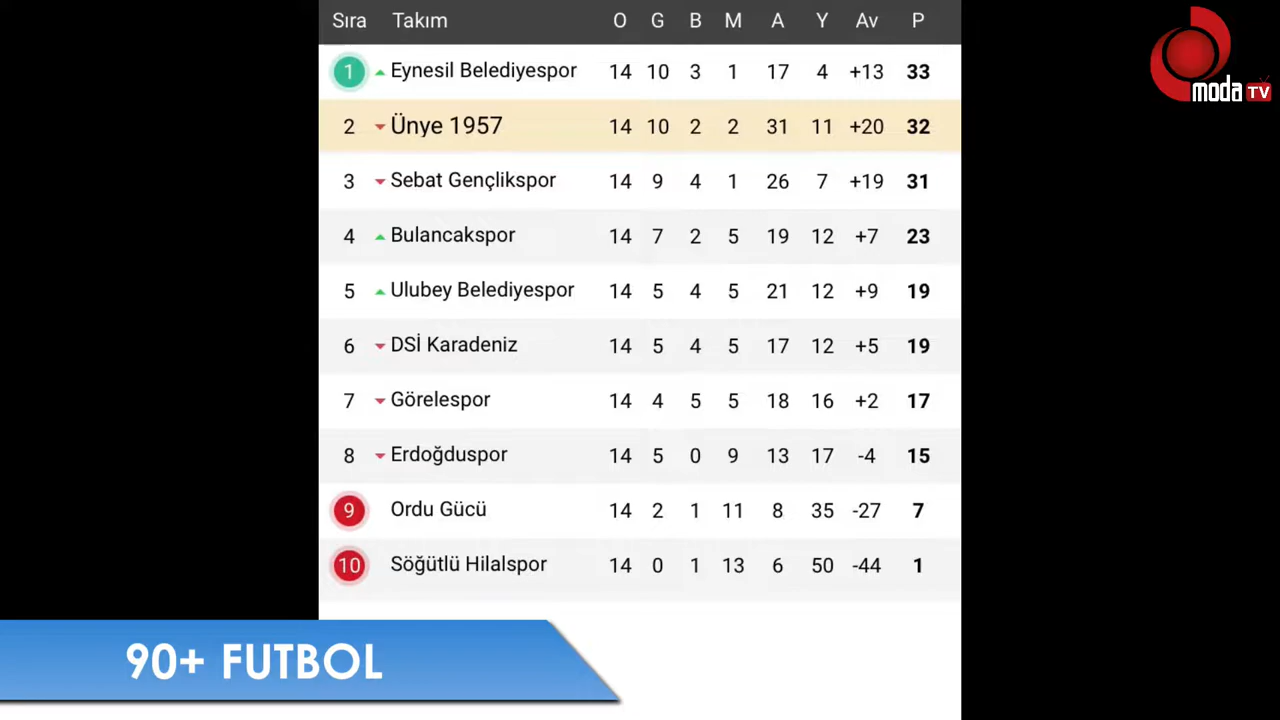 Sıra Takım O G B M A Y Av P
1 Eynesil Belediyespor 14 10 3 1 17 4 +13 33
2 Ünye 1957 14 10 2 2 31 11 +20 32
3 Sebat Gençlikspor 14 9 4 1 26 7 +19 31
4 Bulancakspor 14 7 2 5 19 12 +7 23
5 Ulubey Belediyespor 14 5 4 5 21 12 +9 19
6 DSİ Karadeniz 14 5 4 5 17 12 +5 19
7 Görelespor 14 4 5 5 18 16 +2 17
8 Erdoğduspor 14 5 0 9 13 17 -4 15
9 Ordu Gücü 14 2 1 11 8 35 -27 7
10 Söğütlü Hilalspor 14 0 1 13 6 50 -44 1
90+ FUTBOL
moda TV